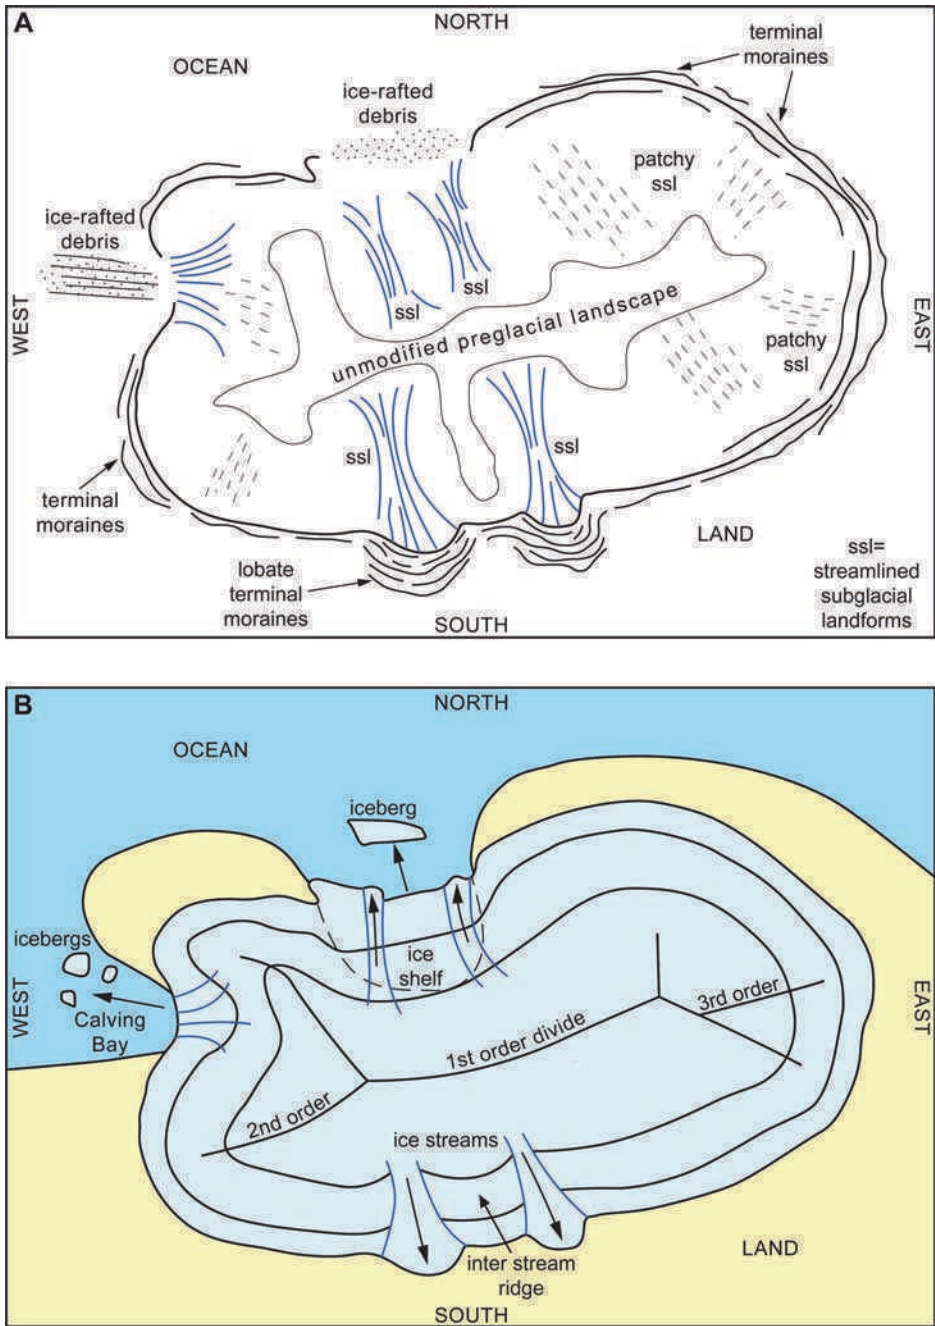 A
NORTH
OCEAN
terminal
moraines
ice-rafted
debris
patchy
ssl
ice-rafted
debris
WEST
ssl
ssl
unmodified preglacial landscape
EAST
patchy
ssl
ssl
ssl
terminal
moraines
LAND
lobate
terminal
moraines
ssl=
streamlined
subglacial
landforms
SOUTH
B
NORTH
OCEAN
iceberg
icebergs
ice
shelf
WEST
Calving
Bay
3rd order
EAST
1st order divide
2nd order
ice streams
LAND
inter stream
ridge
SOUTH